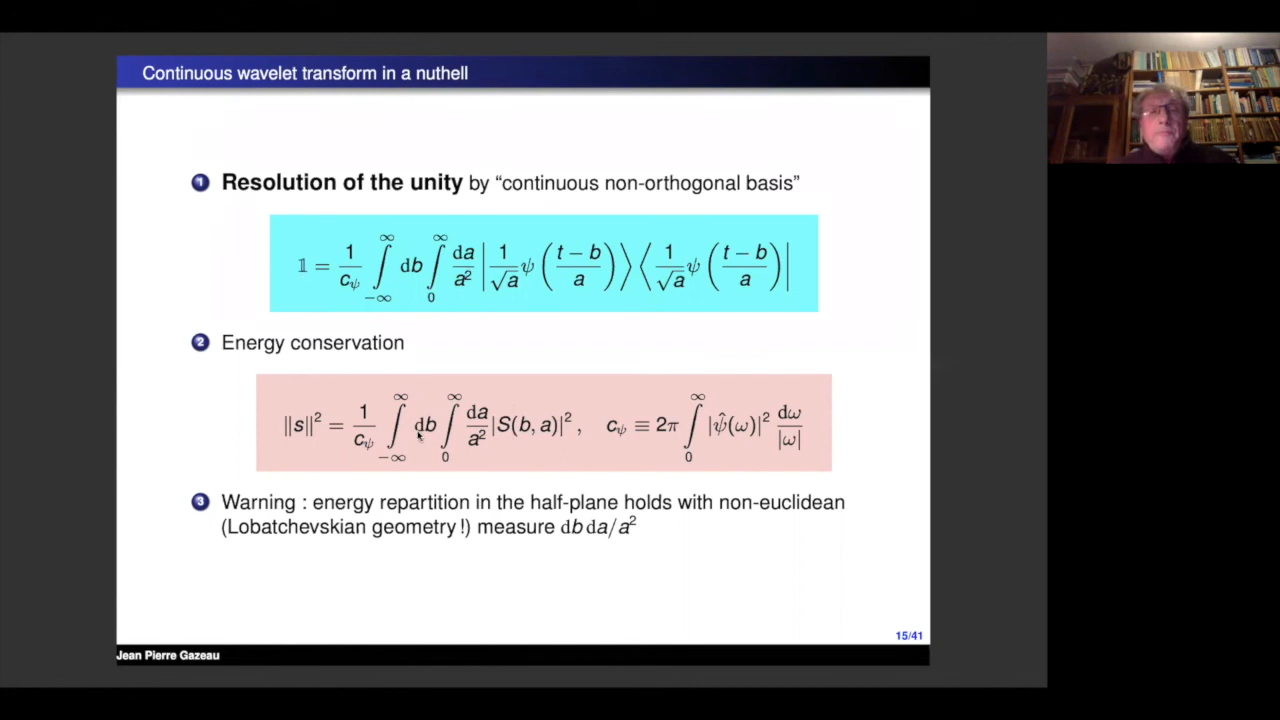 Continuous wavelet transform in a nuthell
1 Resolution of the unity by “continuous non-orthogonal basis”
𝟙 = 1/c_ψ ∫_{−∞}^{∞} db ∫_0^∞ da/a² | 1/√a ψ((t − b)/a) ⟩ ⟨ 1/√a ψ((t − b)/a) |
2 Energy conservation
‖s‖² = 1/c_ψ ∫_{−∞}^{∞} db ∫_0^∞ da/a² |S(b, a)|² , c_ψ ≡ 2π ∫_0^∞ |ψ̂(ω)|² dω/|ω|
3 Warning : energy repartition in the half-plane holds with non-euclidean
(Lobatchevskian geometry !) measure db da/a²
15/41
Jean Pierre Gazeau